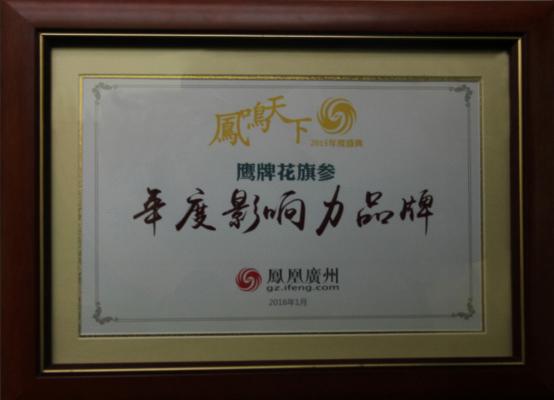 鳳鳴天下
2015年度盛典
鹰牌花旗参
年度影响力品牌
鳳凰廣州
gz.ifeng.com
2016年1月